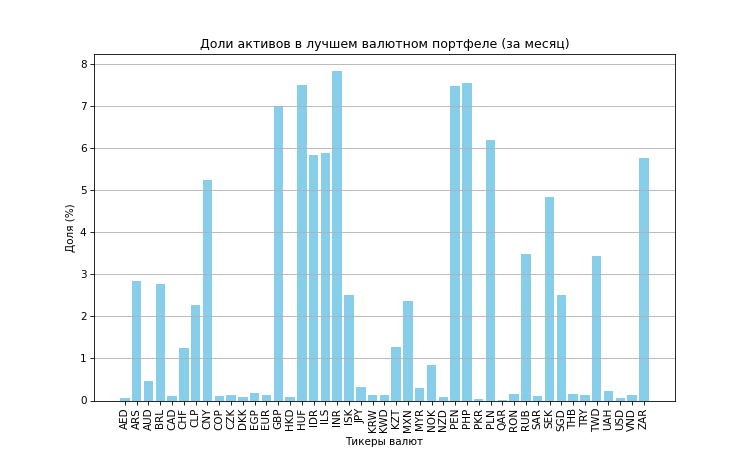 Доли активов в лучшем валютном портфеле (за месяц)
Доля (%)
8
7
6
5
4
3
2
1
0
AED ARS AUD BRL CAD CHF CLP CNY COP CZK DKK EGP EUR GBP HKD HUF IDR ILS INR ISK JPY KRW KWD KZT MXN MYR NOK NZD PEN PHP PKR PLN QAR RON RUB SAR SEK SGD THB TRY TWD UAH USD VND ZAR
Тикеры валют